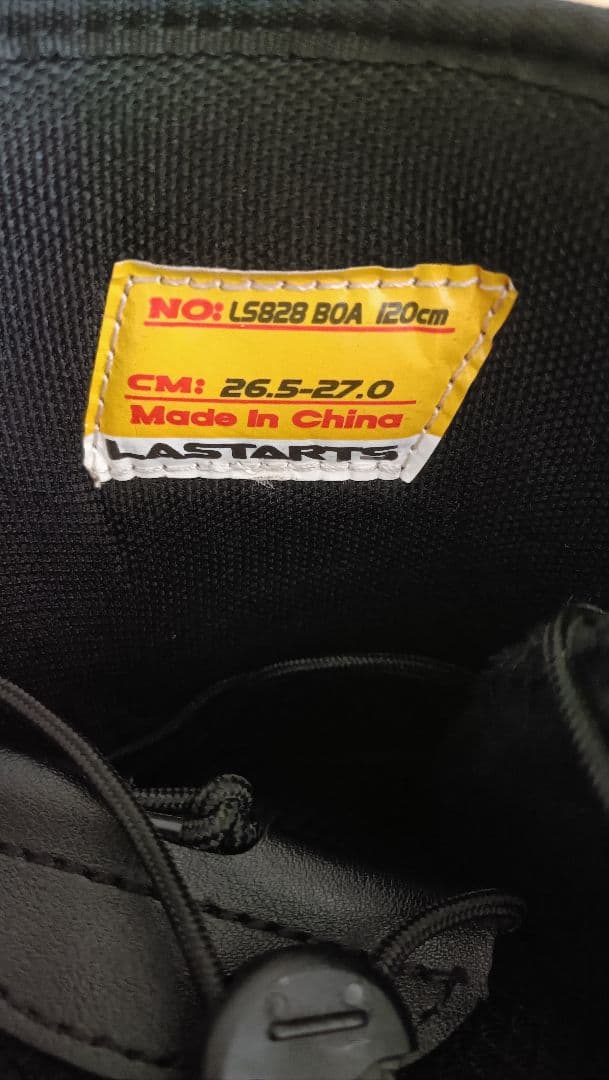 NO: LS828 BOA 120cm
CM: 26.5-27.0
Made In China
LASTARTS